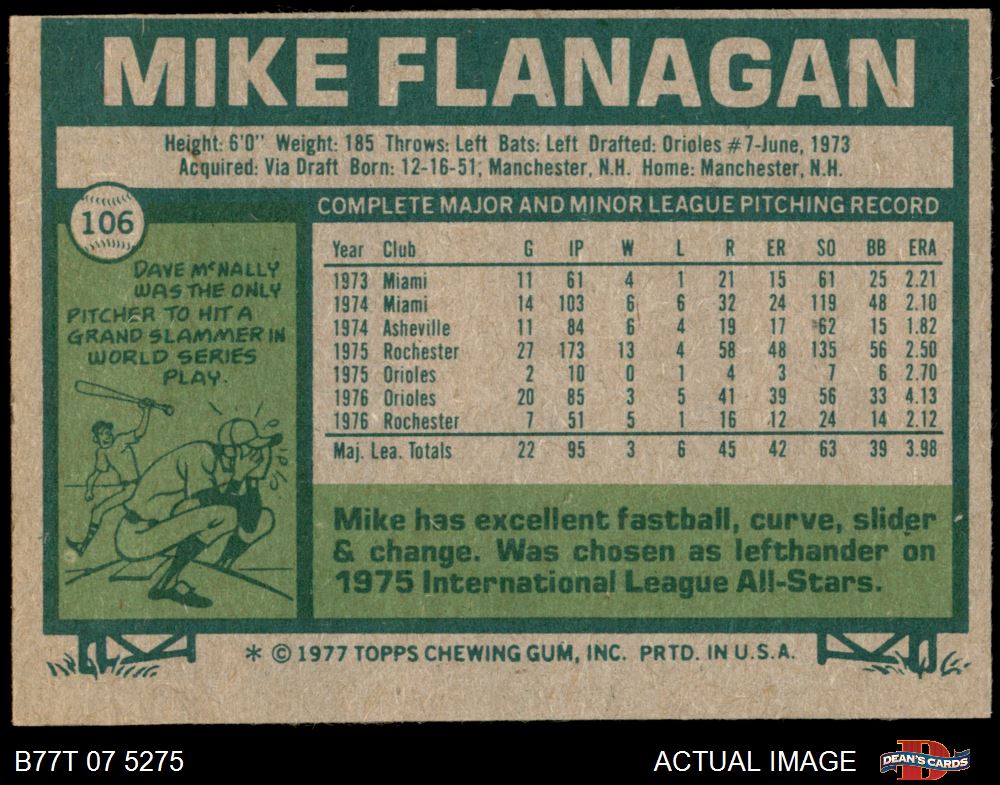 MIKE FLANAGAN
Height: 6'0" Weight: 185 Throws: Left Bats: Left Drafted: Orioles #7-June, 1973
Acquired: Via Draft Born: 12-16-51, Manchester, N.H. Home: Manchester, N.H.
106
DAVE McNALLY
WAS THE ONLY
PITCHER TO HIT A
GRAND SLAMMER IN
WORLD SERIES
PLAY.
COMPLETE MAJOR AND MINOR LEAGUE PITCHING RECORD
Year Club G IP W L R ER SO BB ERA
1973 Miami 11 61 4 1 21 15 61 25 2.21
1974 Miami 14 103 6 6 32 24 119 48 2.10
1974 Asheville 11 84 6 4 19 17 62 15 1.82
1975 Rochester 27 173 13 4 58 48 135 56 2.50
1975 Orioles 2 10 0 1 4 3 7 6 2.70
1976 Orioles 20 85 3 5 41 39 56 33 4.13
1976 Rochester 7 51 5 1 16 12 24 14 2.12
Maj. Lea. Totals 22 95 3 6 45 42 63 39 3.98
Mike has excellent fastball, curve, slider
& change. Was chosen as lefthander on
1975 International League All-Stars.
* © 1977 TOPPS CHEWING GUM, INC. PRTD. IN U.S.A.
B77T 07 5275
ACTUAL IMAGE
D
DEAN'S CARDS